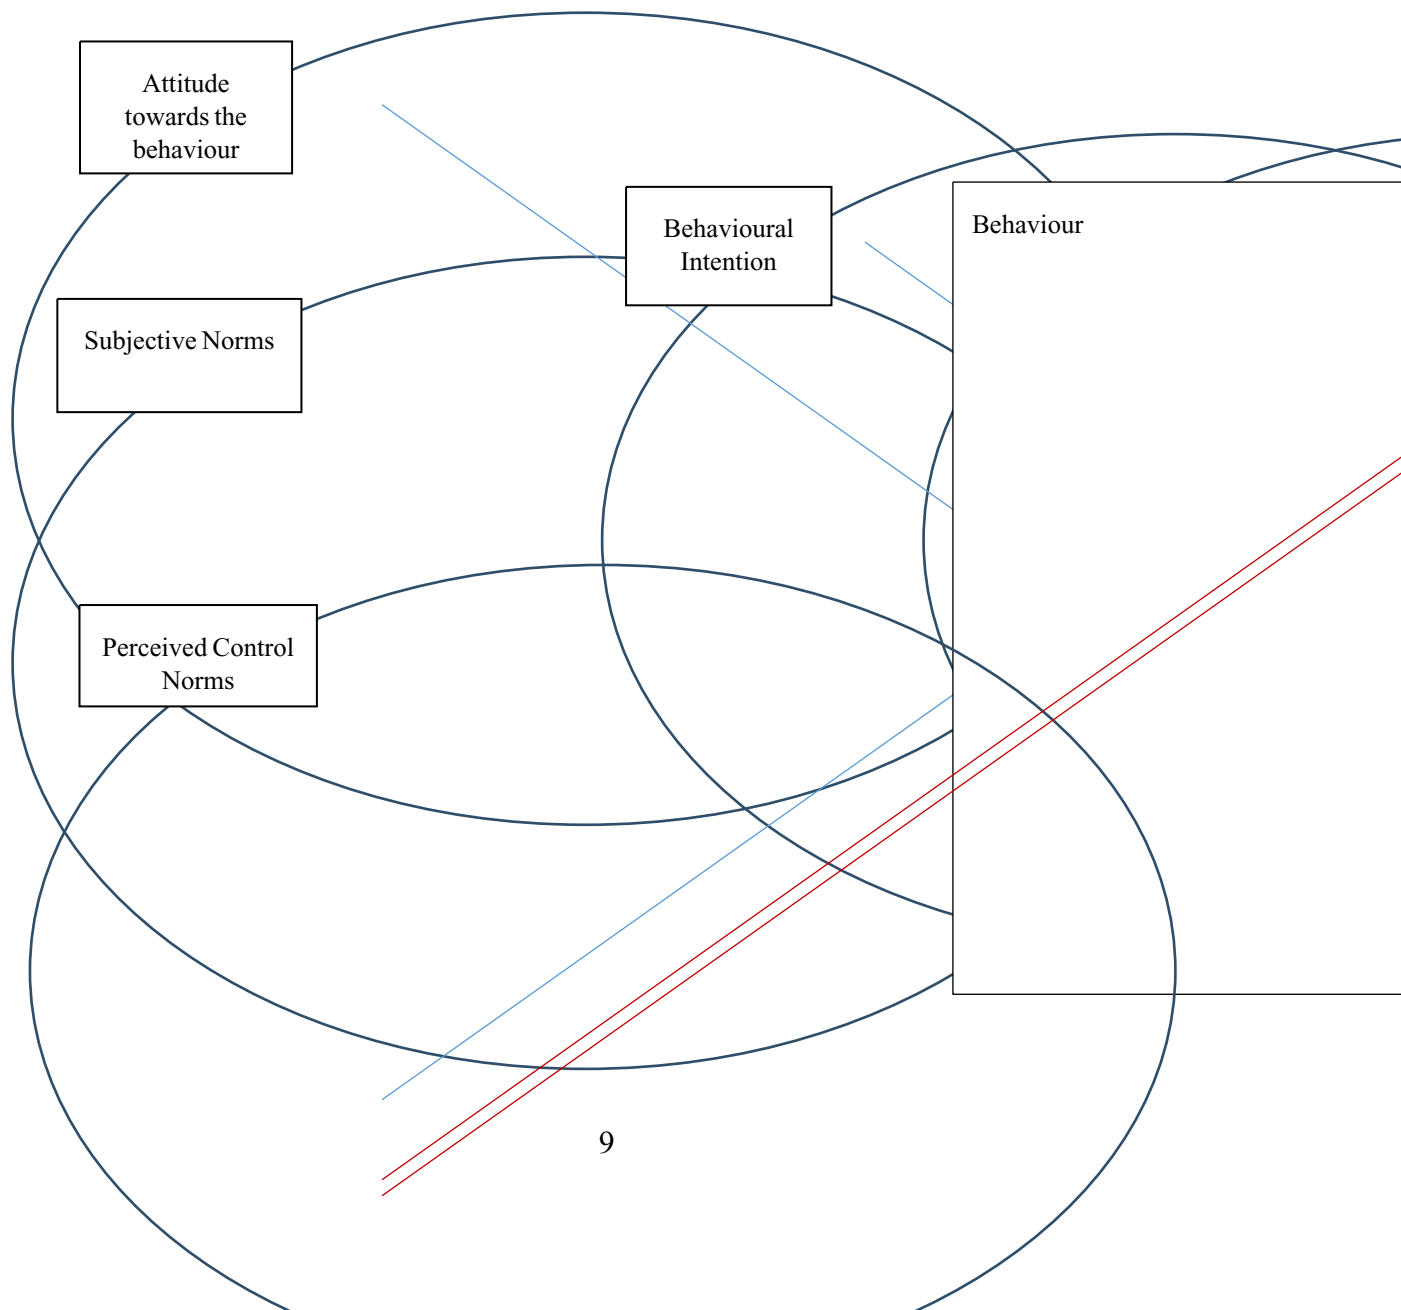 Attitude
towards the
behaviour
Behavioural
Intention
Behaviour
Subjective Norms
Perceived Control
Norms
9